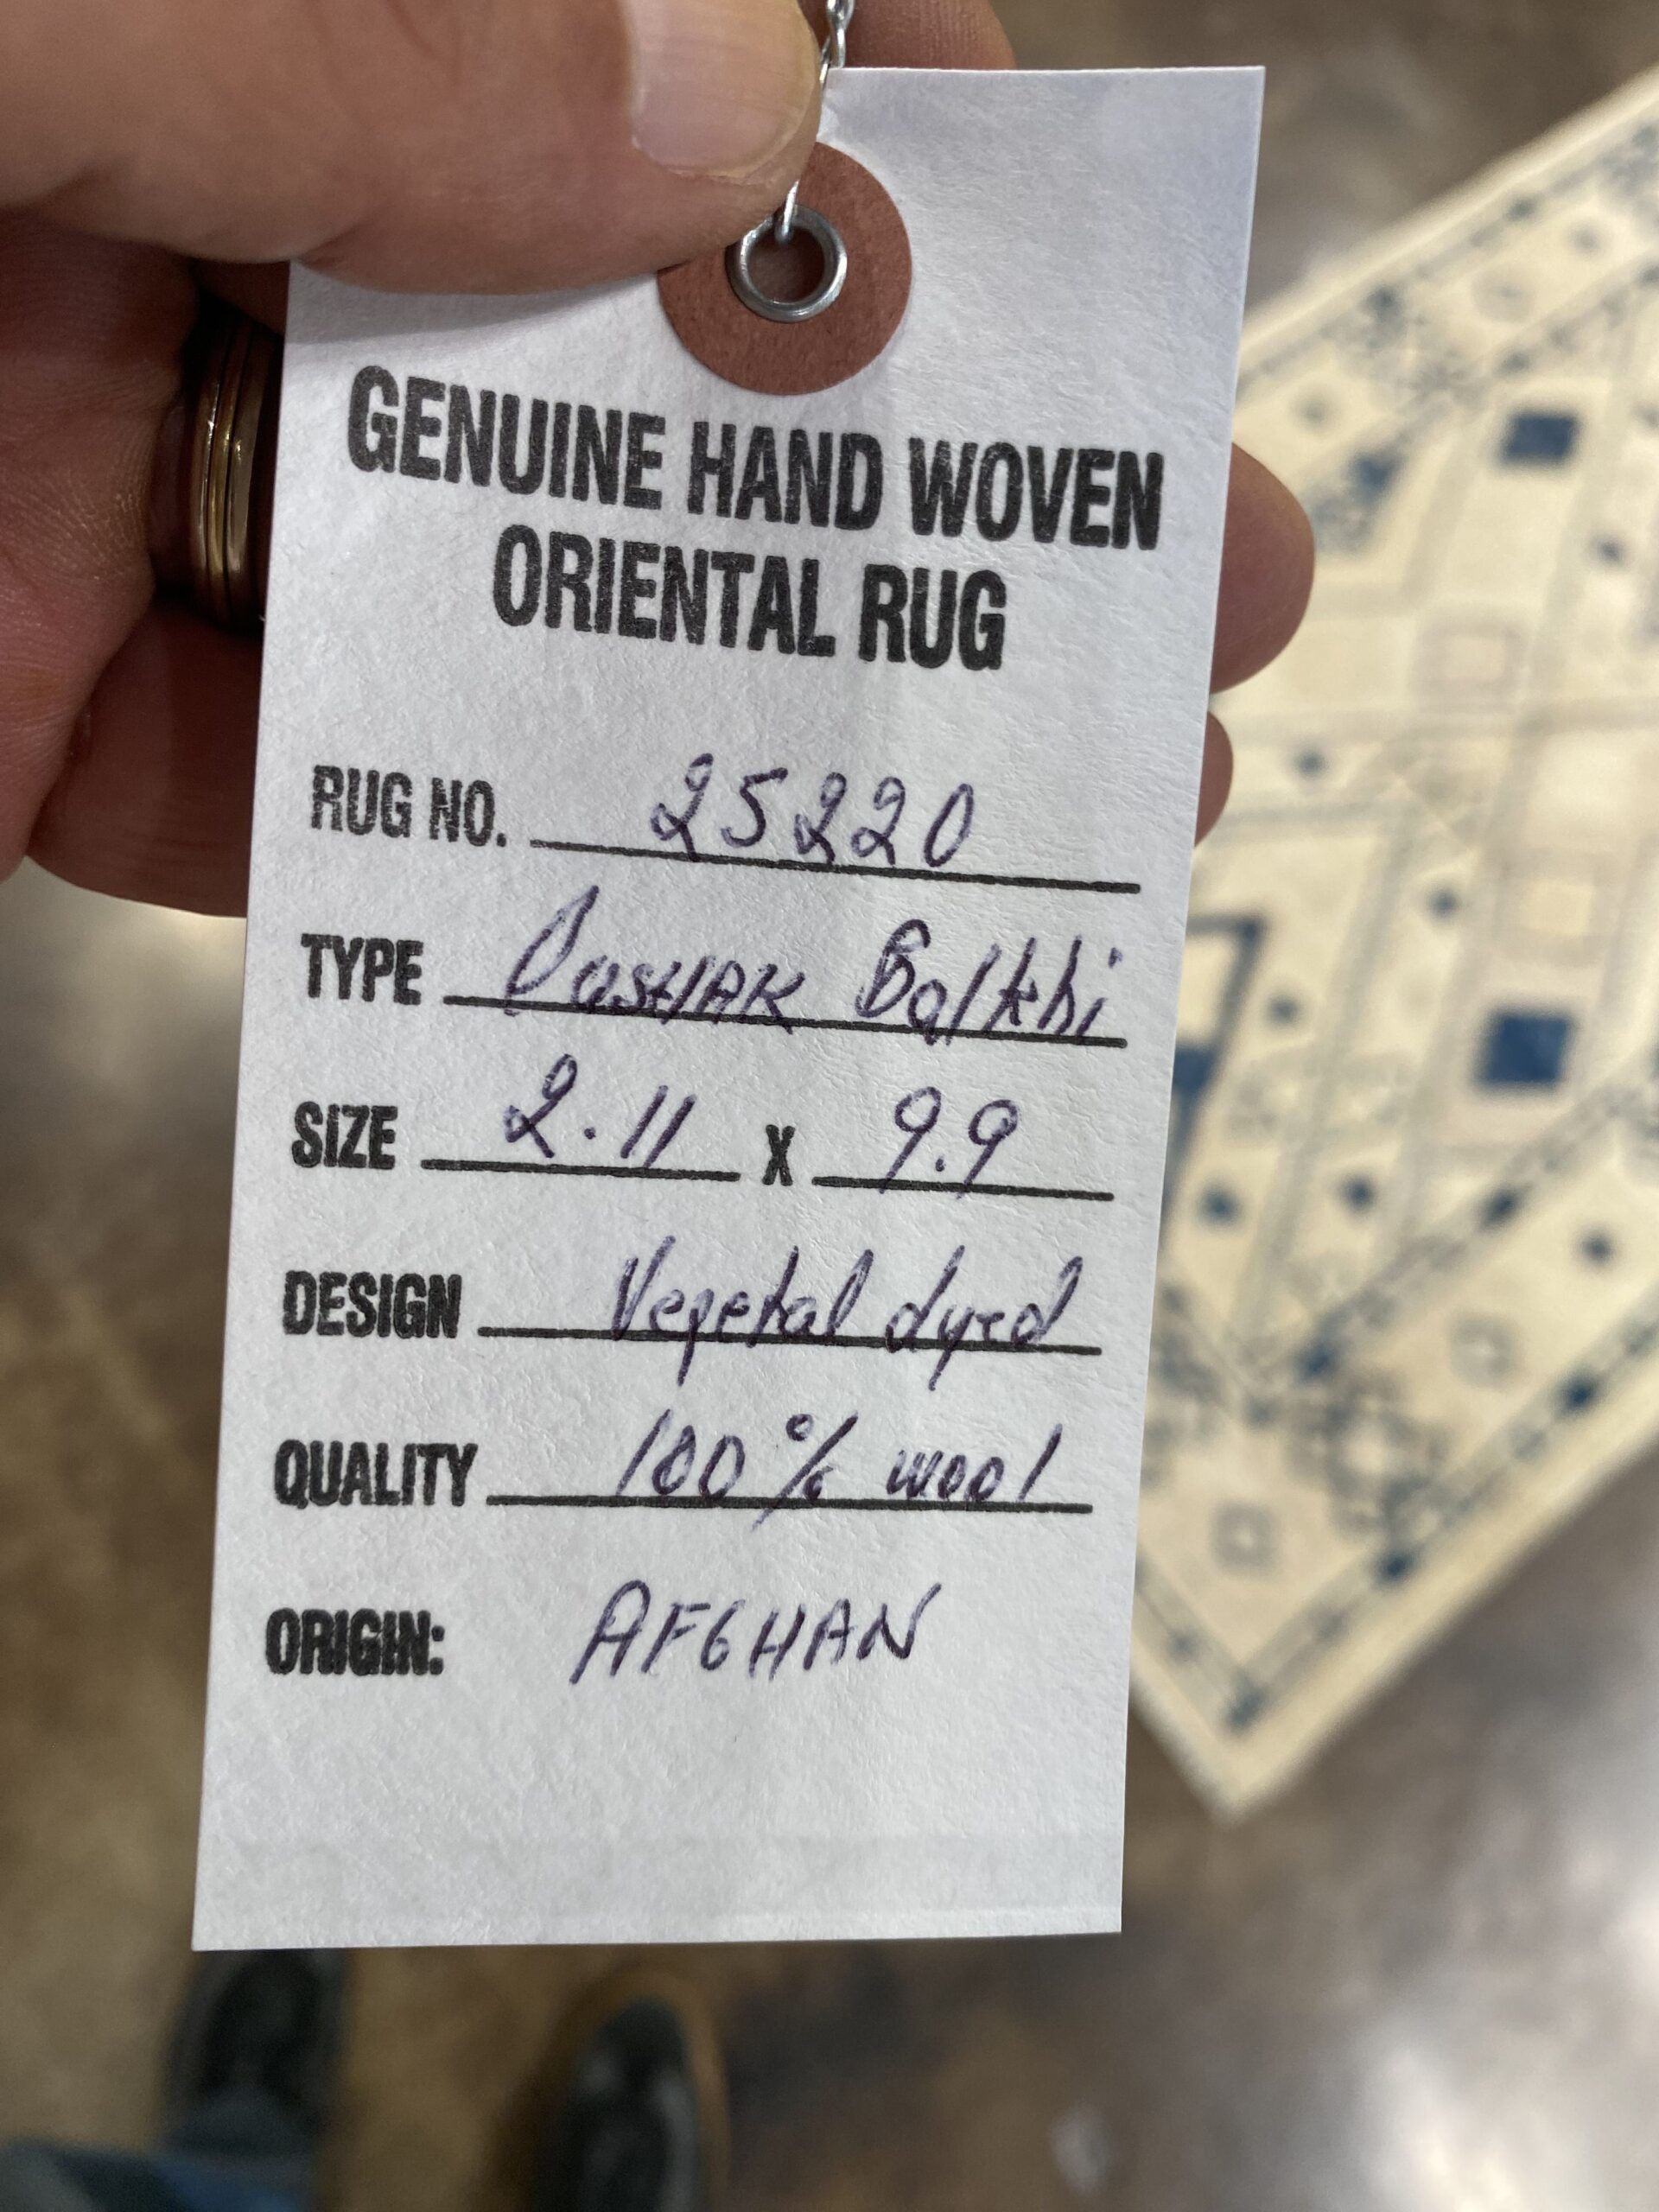 GENUINE HAND WOVEN
ORIENTAL RUG
RUG NO. 25220
TYPE Balkhi
SIZE 2.11 X 9.9
DESIGN Vegetal dyed
QUALITY 100% wool
ORIGIN: AFGHAN